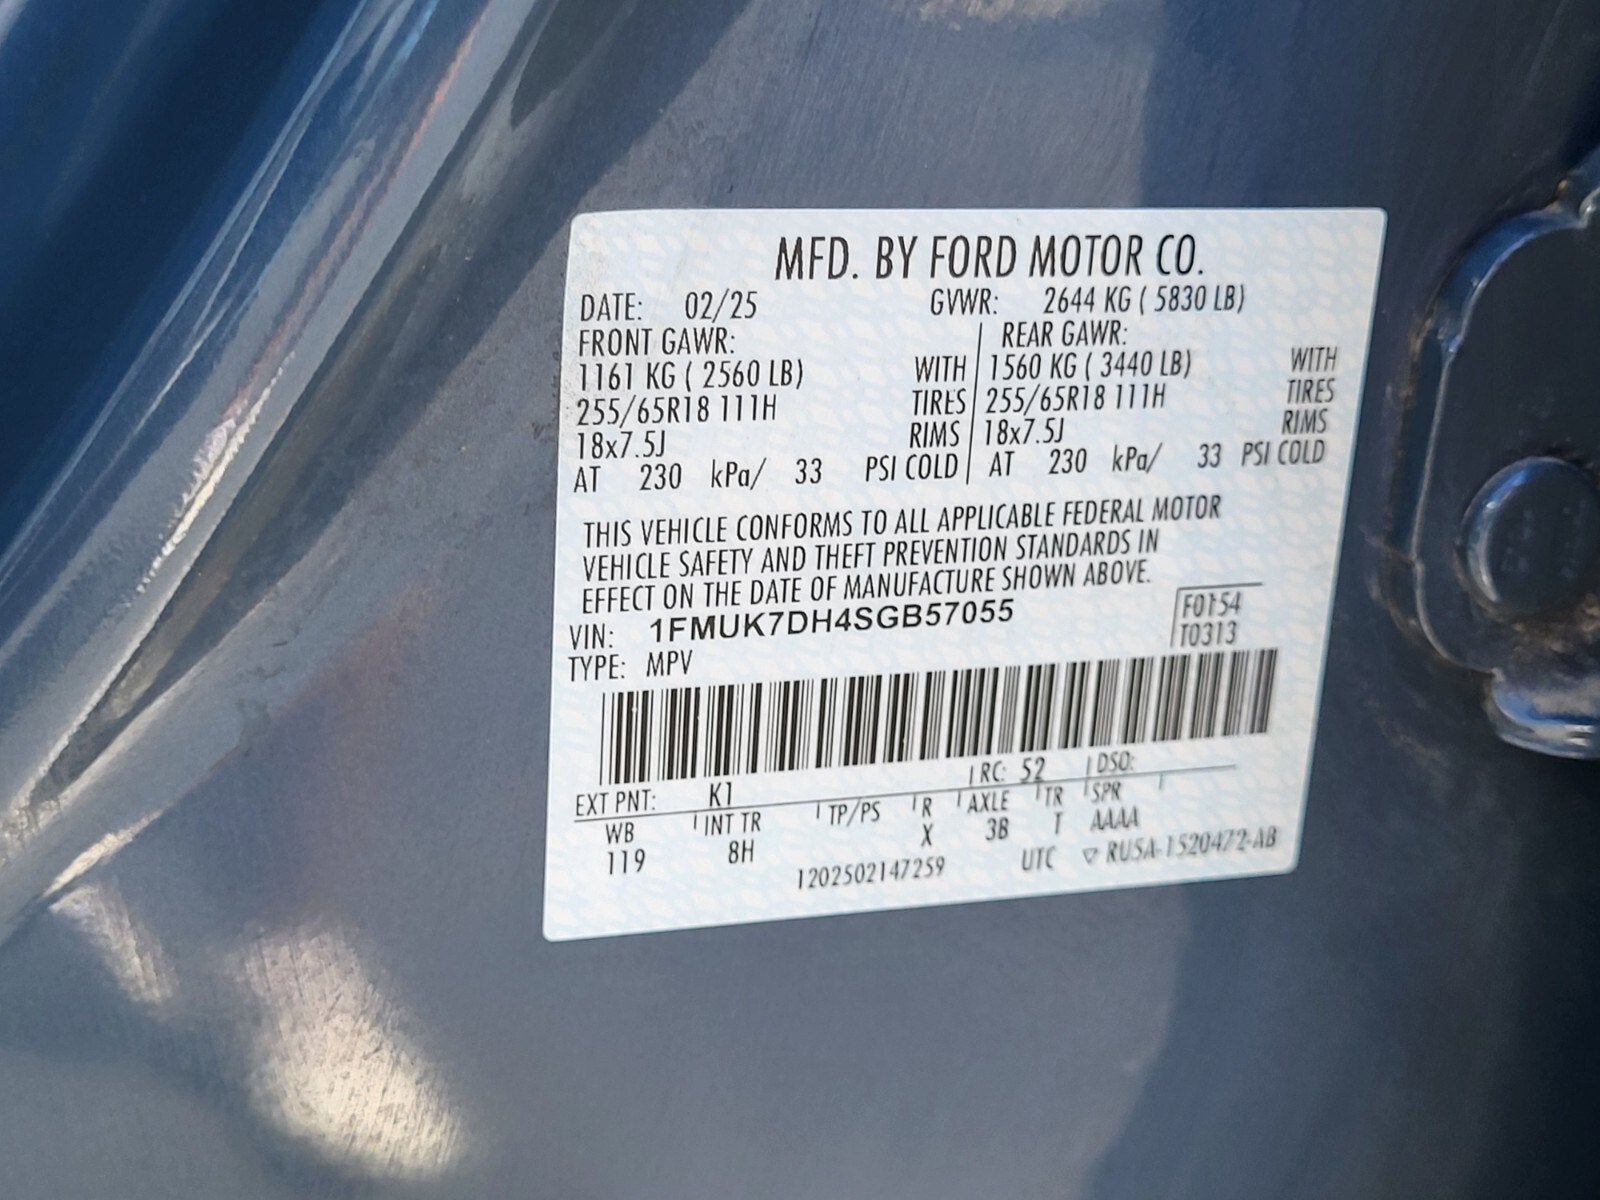 MFD. BY FORD MOTOR CO.
DATE: 02/25 GVWR: 2644 KG ( 5830 LB)
FRONT GAWR: REAR GAWR:
1161 KG ( 2560 LB) WITH 1560 KG ( 3440 LB) WITH
255/65R18 111H TIRES 255/65R18 111H TIRES
18x7.5J RIMS 18x7.5J RIMS
AT 230 kPa/ 33 PSI COLD AT 230 kPa/ 33 PSI COLD
THIS VEHICLE CONFORMS TO ALL APPLICABLE FEDERAL MOTOR
VEHICLE SAFETY AND THEFT PREVENTION STANDARDS IN
EFFECT ON THE DATE OF MANUFACTURE SHOWN ABOVE.
VIN: 1FMUK7DH4SGB57055 F0154
TYPE: MPV T0313
EXT PNT: K1 RC: 52 DSO:
WB INT TR TP/PS R AXLE TR SPR
119 8H X 3B T AAAA
1202502147259 UTC ▽ RU5A-1520472-AB